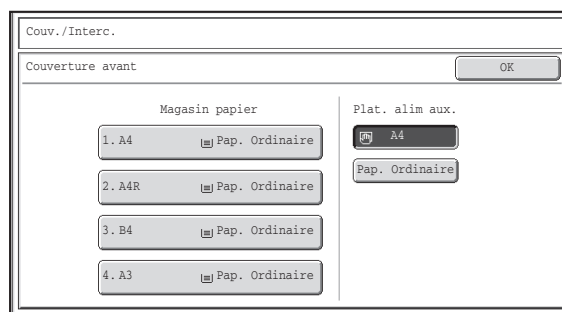 Couv./Interc.
Couverture avant
OK
Magasin papier
Plat. alim aux.
1. A4 Pap. Ordinaire
A4
2. A4R Pap. Ordinaire
Pap. Ordinaire
3. B4 Pap. Ordinaire
4. A3 Pap. Ordinaire